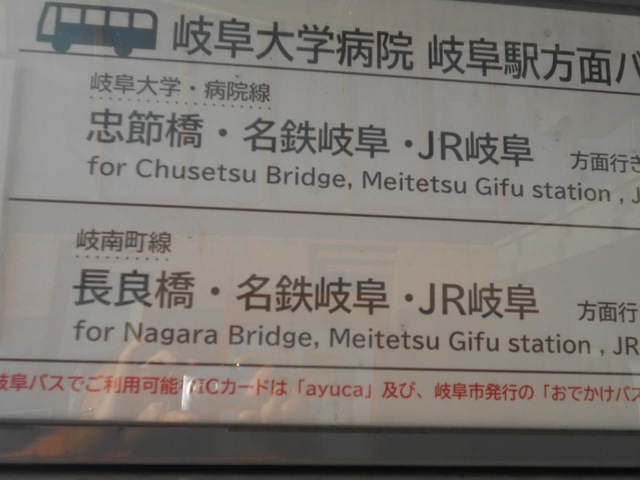 岐阜大学病院 岐阜駅方面バ
岐阜大学・病院線
忠節橋・名鉄岐阜・JR岐阜 方面行き
for Chusetsu Bridge, Meitetsu Gifu station , J
岐南町線
長良橋・名鉄岐阜・JR岐阜 方面行
for Nagara Bridge, Meitetsu Gifu station , JR
岐阜バスでご利用可能なICカードは「ayuca」及び、岐阜市発行の「おでかけバス